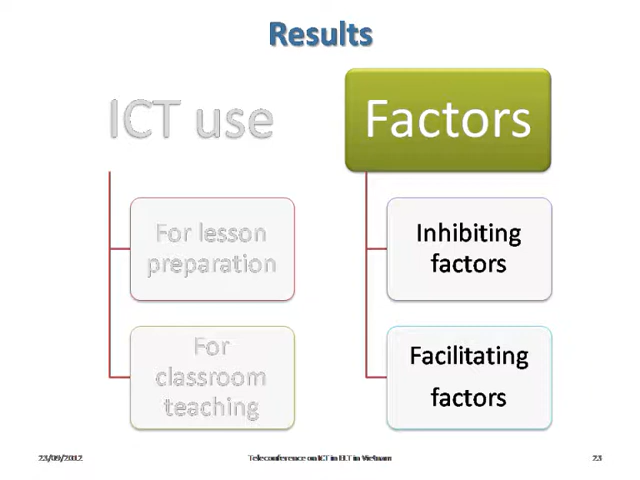 Results
ICT use
For lesson
preparation
For
classroom
teaching
Factors
Inhibiting
factors
Facilitating
factors
23/09/2012
Teleconference on ICT in ELT in Vietnam
23